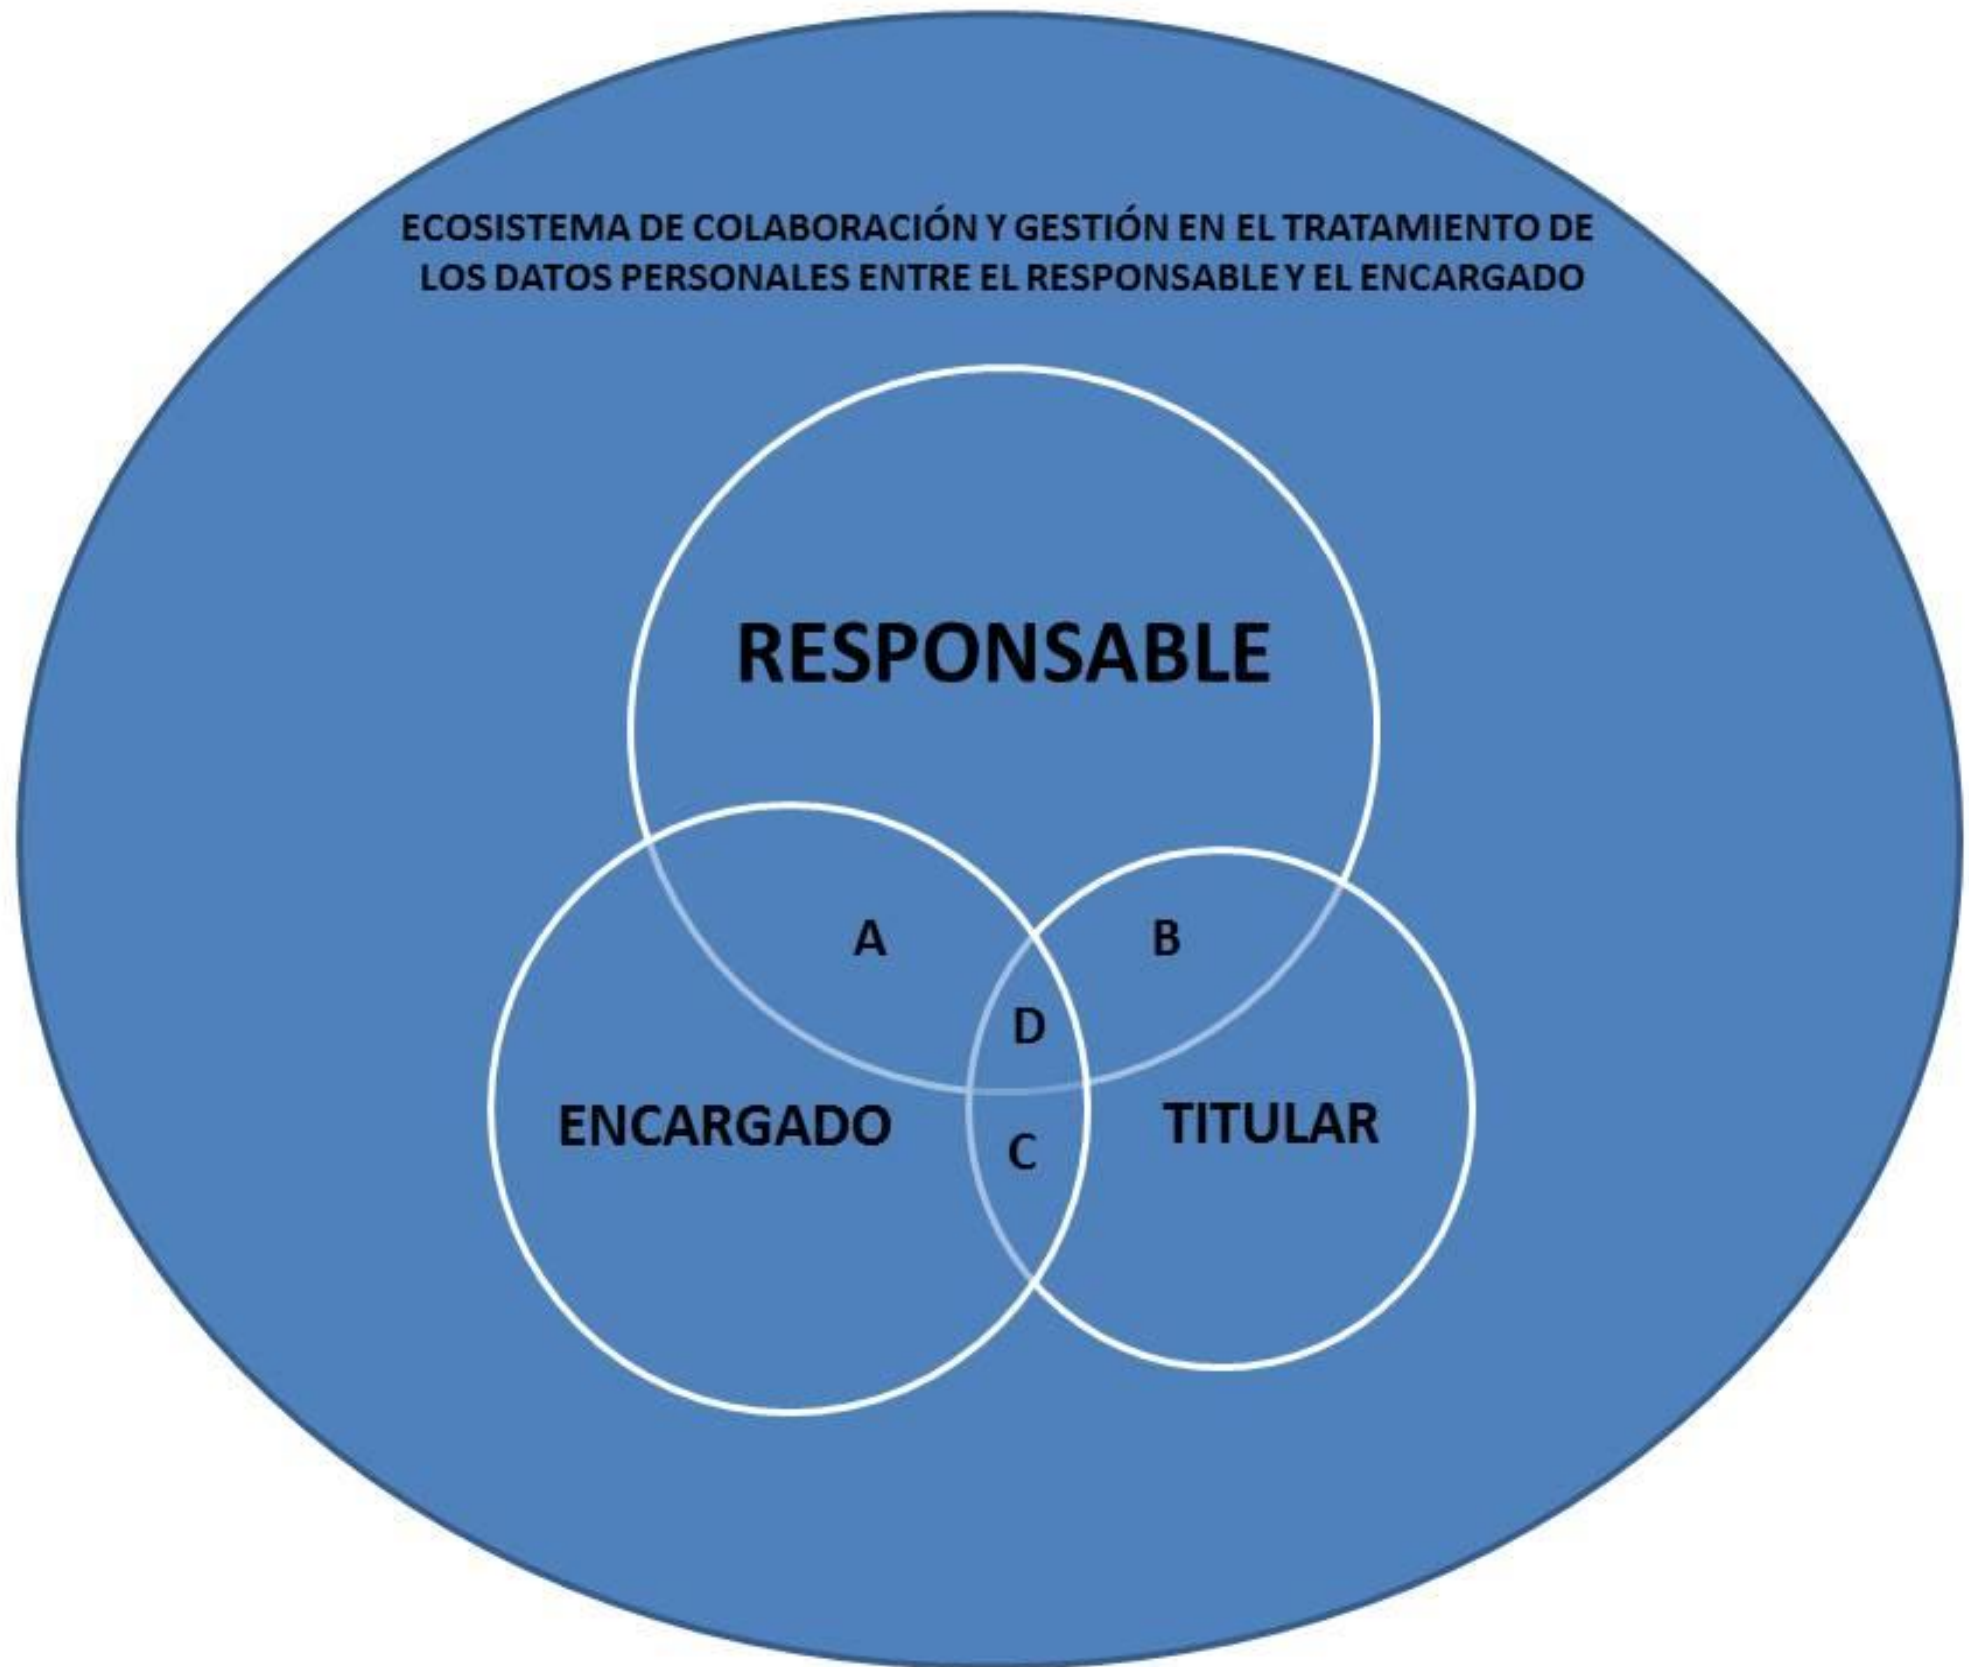 ECOSISTEMA DE COLABORACIÓN Y GESTIÓN EN EL TRATAMIENTO DE
LOS DATOS PERSONALES ENTRE EL RESPONSABLE Y EL ENCARGADO
RESPONSABLE
A
B
D
ENCARGADO
TITULAR
C